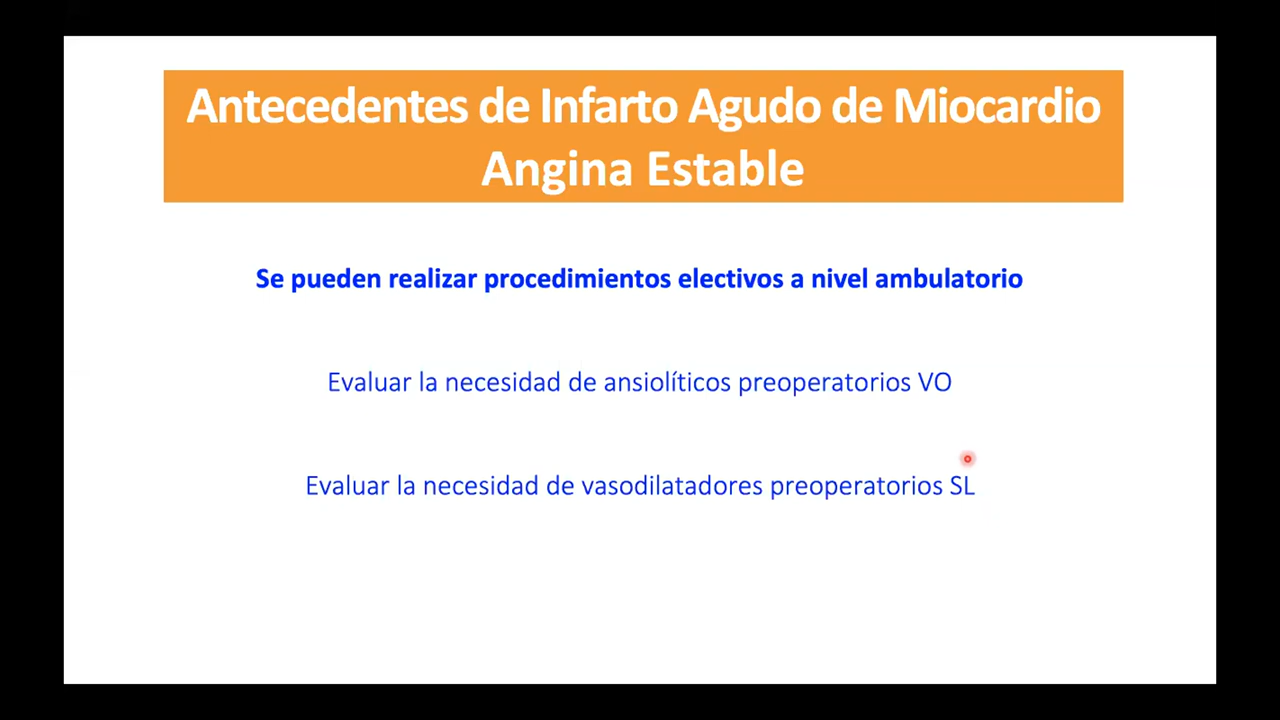 Antecedentes de Infarto Agudo de Miocardio
Angina Estable
Se pueden realizar procedimientos electivos a nivel ambulatorio
Evaluar la necesidad de ansiolíticos preoperatorios VO
Evaluar la necesidad de vasodilatadores preoperatorios SL